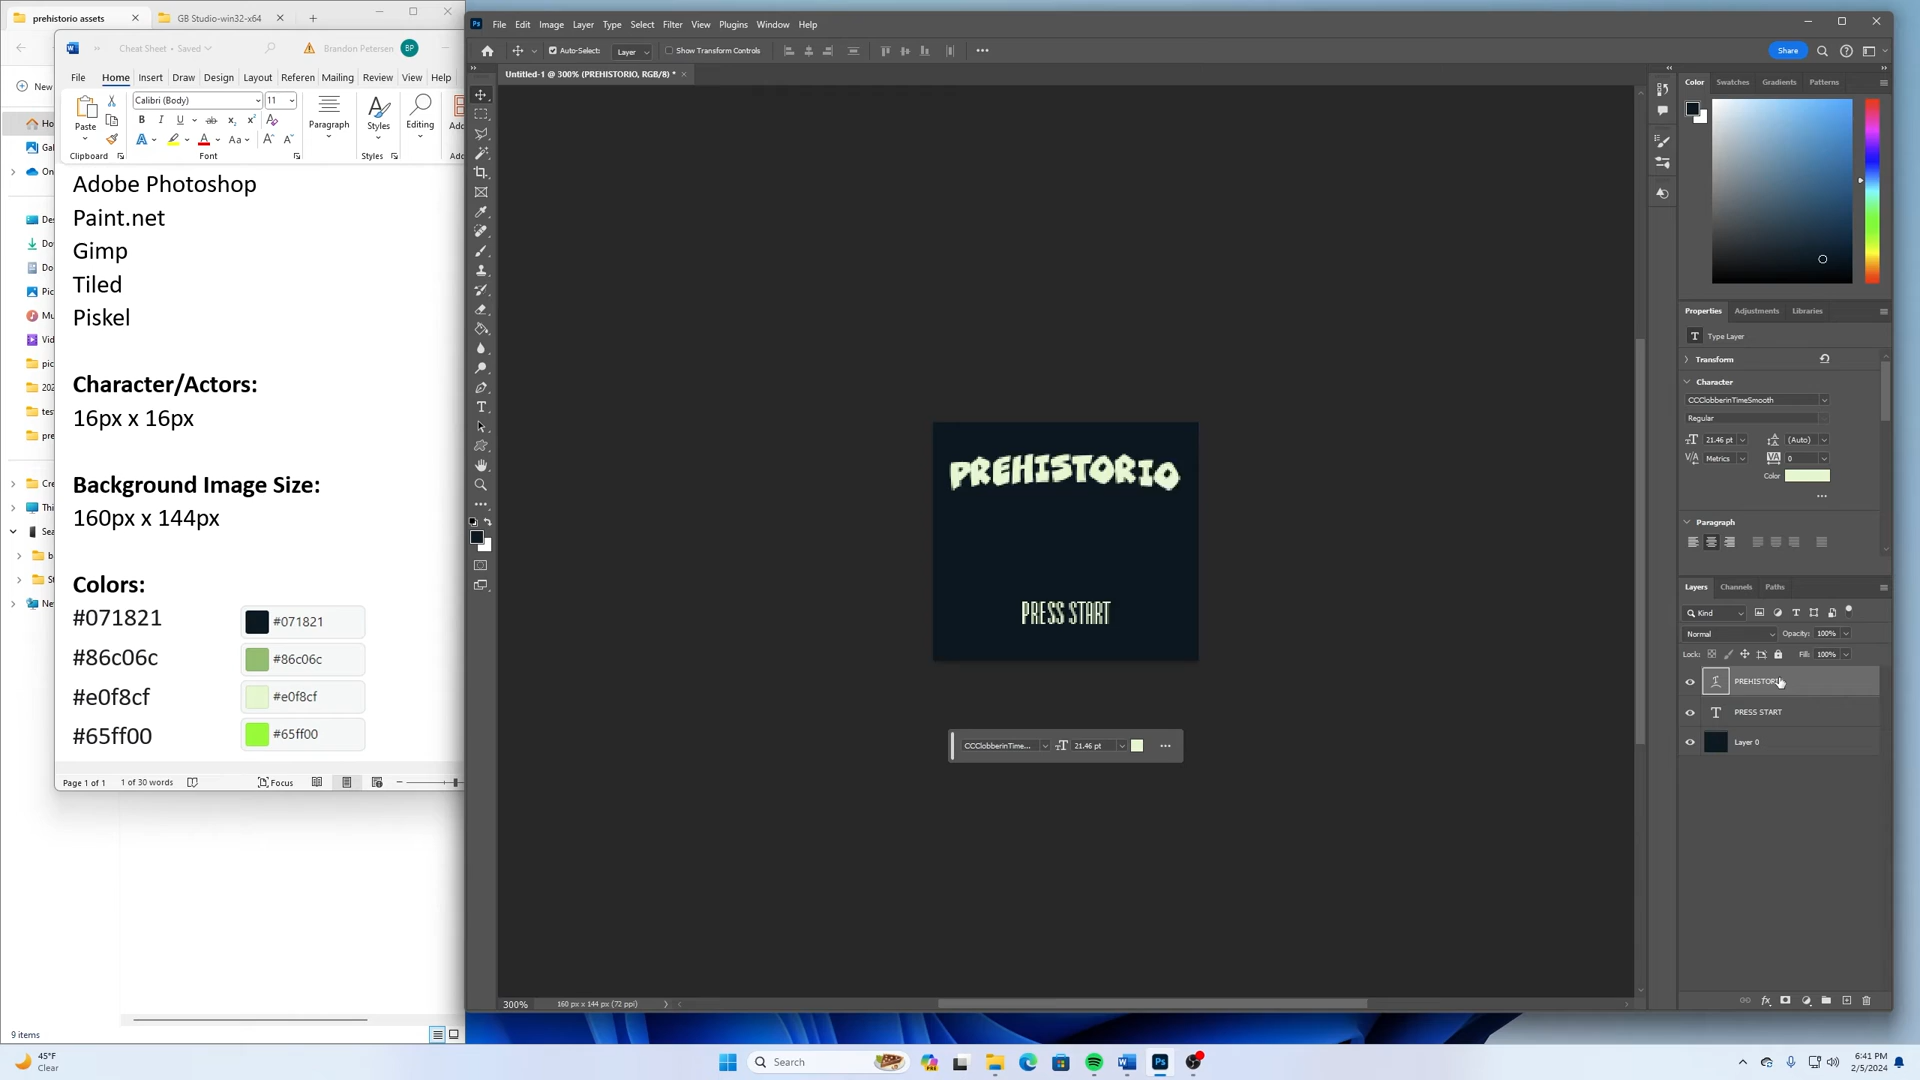 prehistorio assets
GB Studio-win32-x64
Cheat Sheet • Saved
Brandon Petersen
BP
File Home Insert Draw Design Layout Referen Mailing Review View Help
New
Calibri (Body)
11
Paste
Paragraph
Styles
Editing
Clipboard
Font
Styles
Adobe Photoshop
Paint.net
Gimp
Tiled
Piskel
Character/Actors:
16px x 16px
Background Image Size:
160px x 144px
Colors:
#071821
#071821
#86c06c
#86c06c
#e0f8cf
#e0f8cf
#65ff00
#65ff00
Page 1 of 1
1 of 30 words
Focus
9 items
Ps
File Edit Image Layer Type Select Filter View Plugins Window Help
Auto-Select:
Layer
Show Transform Controls
Share
Untitled-1 @ 300% (PREHISTORIO, RGB/8) *
PREHISTORIO
PRESS START
CCClobberinTime...
21.46 pt
300%
160 px x 144 px (72 ppi)
Color Swatches Gradients Patterns
Properties Adjustments Libraries
Type Layer
Transform
Character
CCClobberinTimeSmooth
Regular
21.46 pt
(Auto)
Metrics
0
Color
Paragraph
Layers Channels Paths
Kind
Normal
Opacity: 100%
Lock:
Fill: 100%
PRESS START
Layer 0
45°F
Clear
Search
6:41 PM
2/5/2024